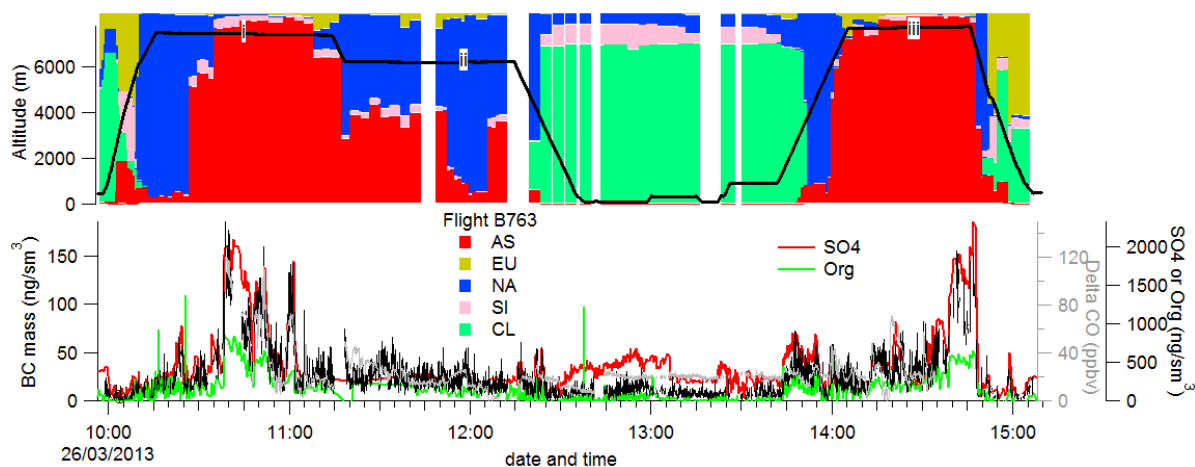 6000
4000
2000
0
Altitude (m)
i
ii
iii
Flight B763
AS
EU
NA
SI
CL
SO4
Org
150
100
50
0
BC mass (ng/sm³)
120
80
40
0
Delta CO (ppbv)
2000
1500
1000
500
0
SO4 or Org (ng/sm³)
10:00 11:00 12:00 13:00 14:00 15:00
26/03/2013
date and time